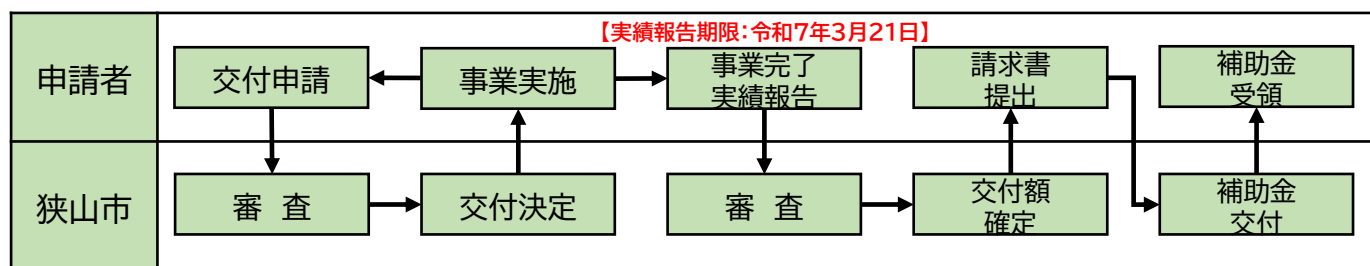 【実績報告期限:令和7年3月21日】
申請者
交付申請
事業実施
事業完了
実績報告
請求書
提出
補助金
受領
狭山市
審 査
交付決定
審 査
交付額
確定
補助金
交付